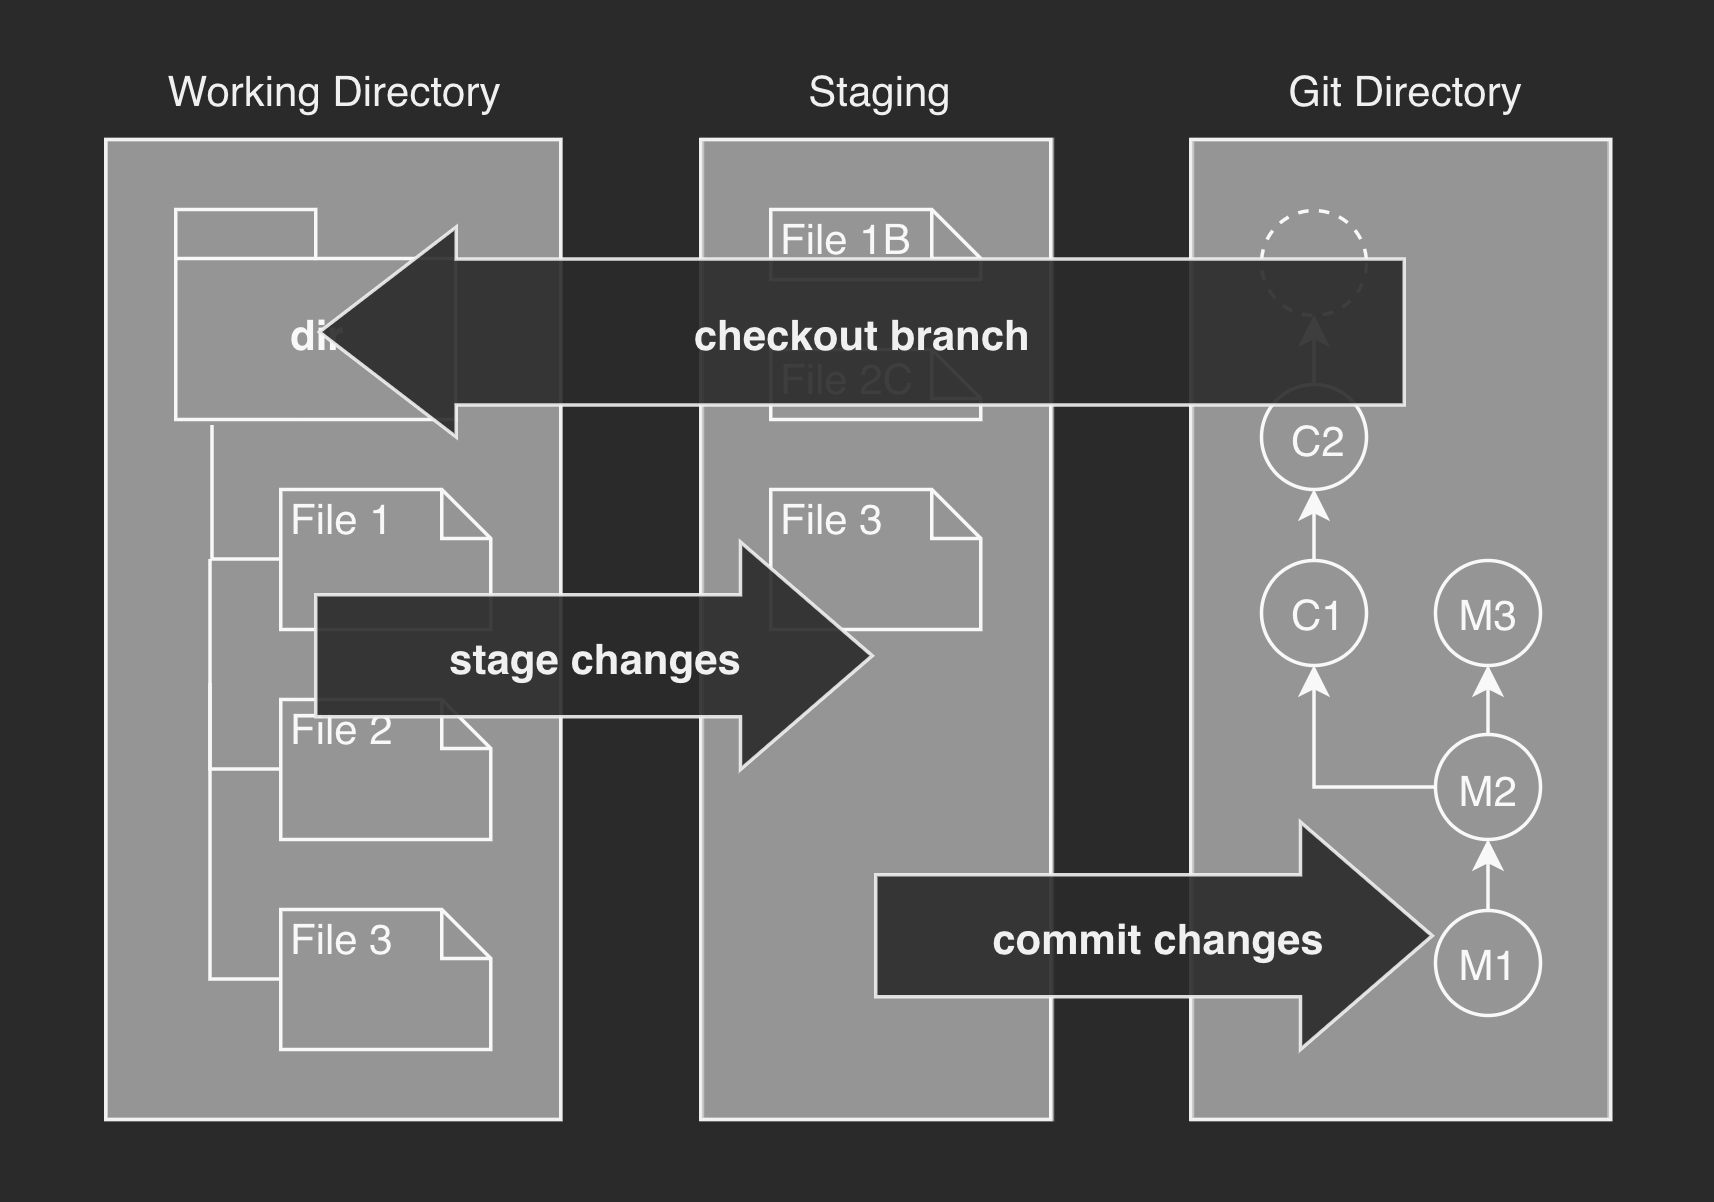 Working Directory
Staging
Git Directory
File 1B
dir
checkout branch
File 2C
C2
File 1
File 3
C1
M3
stage changes
File 2
M2
File 3
commit changes
M1